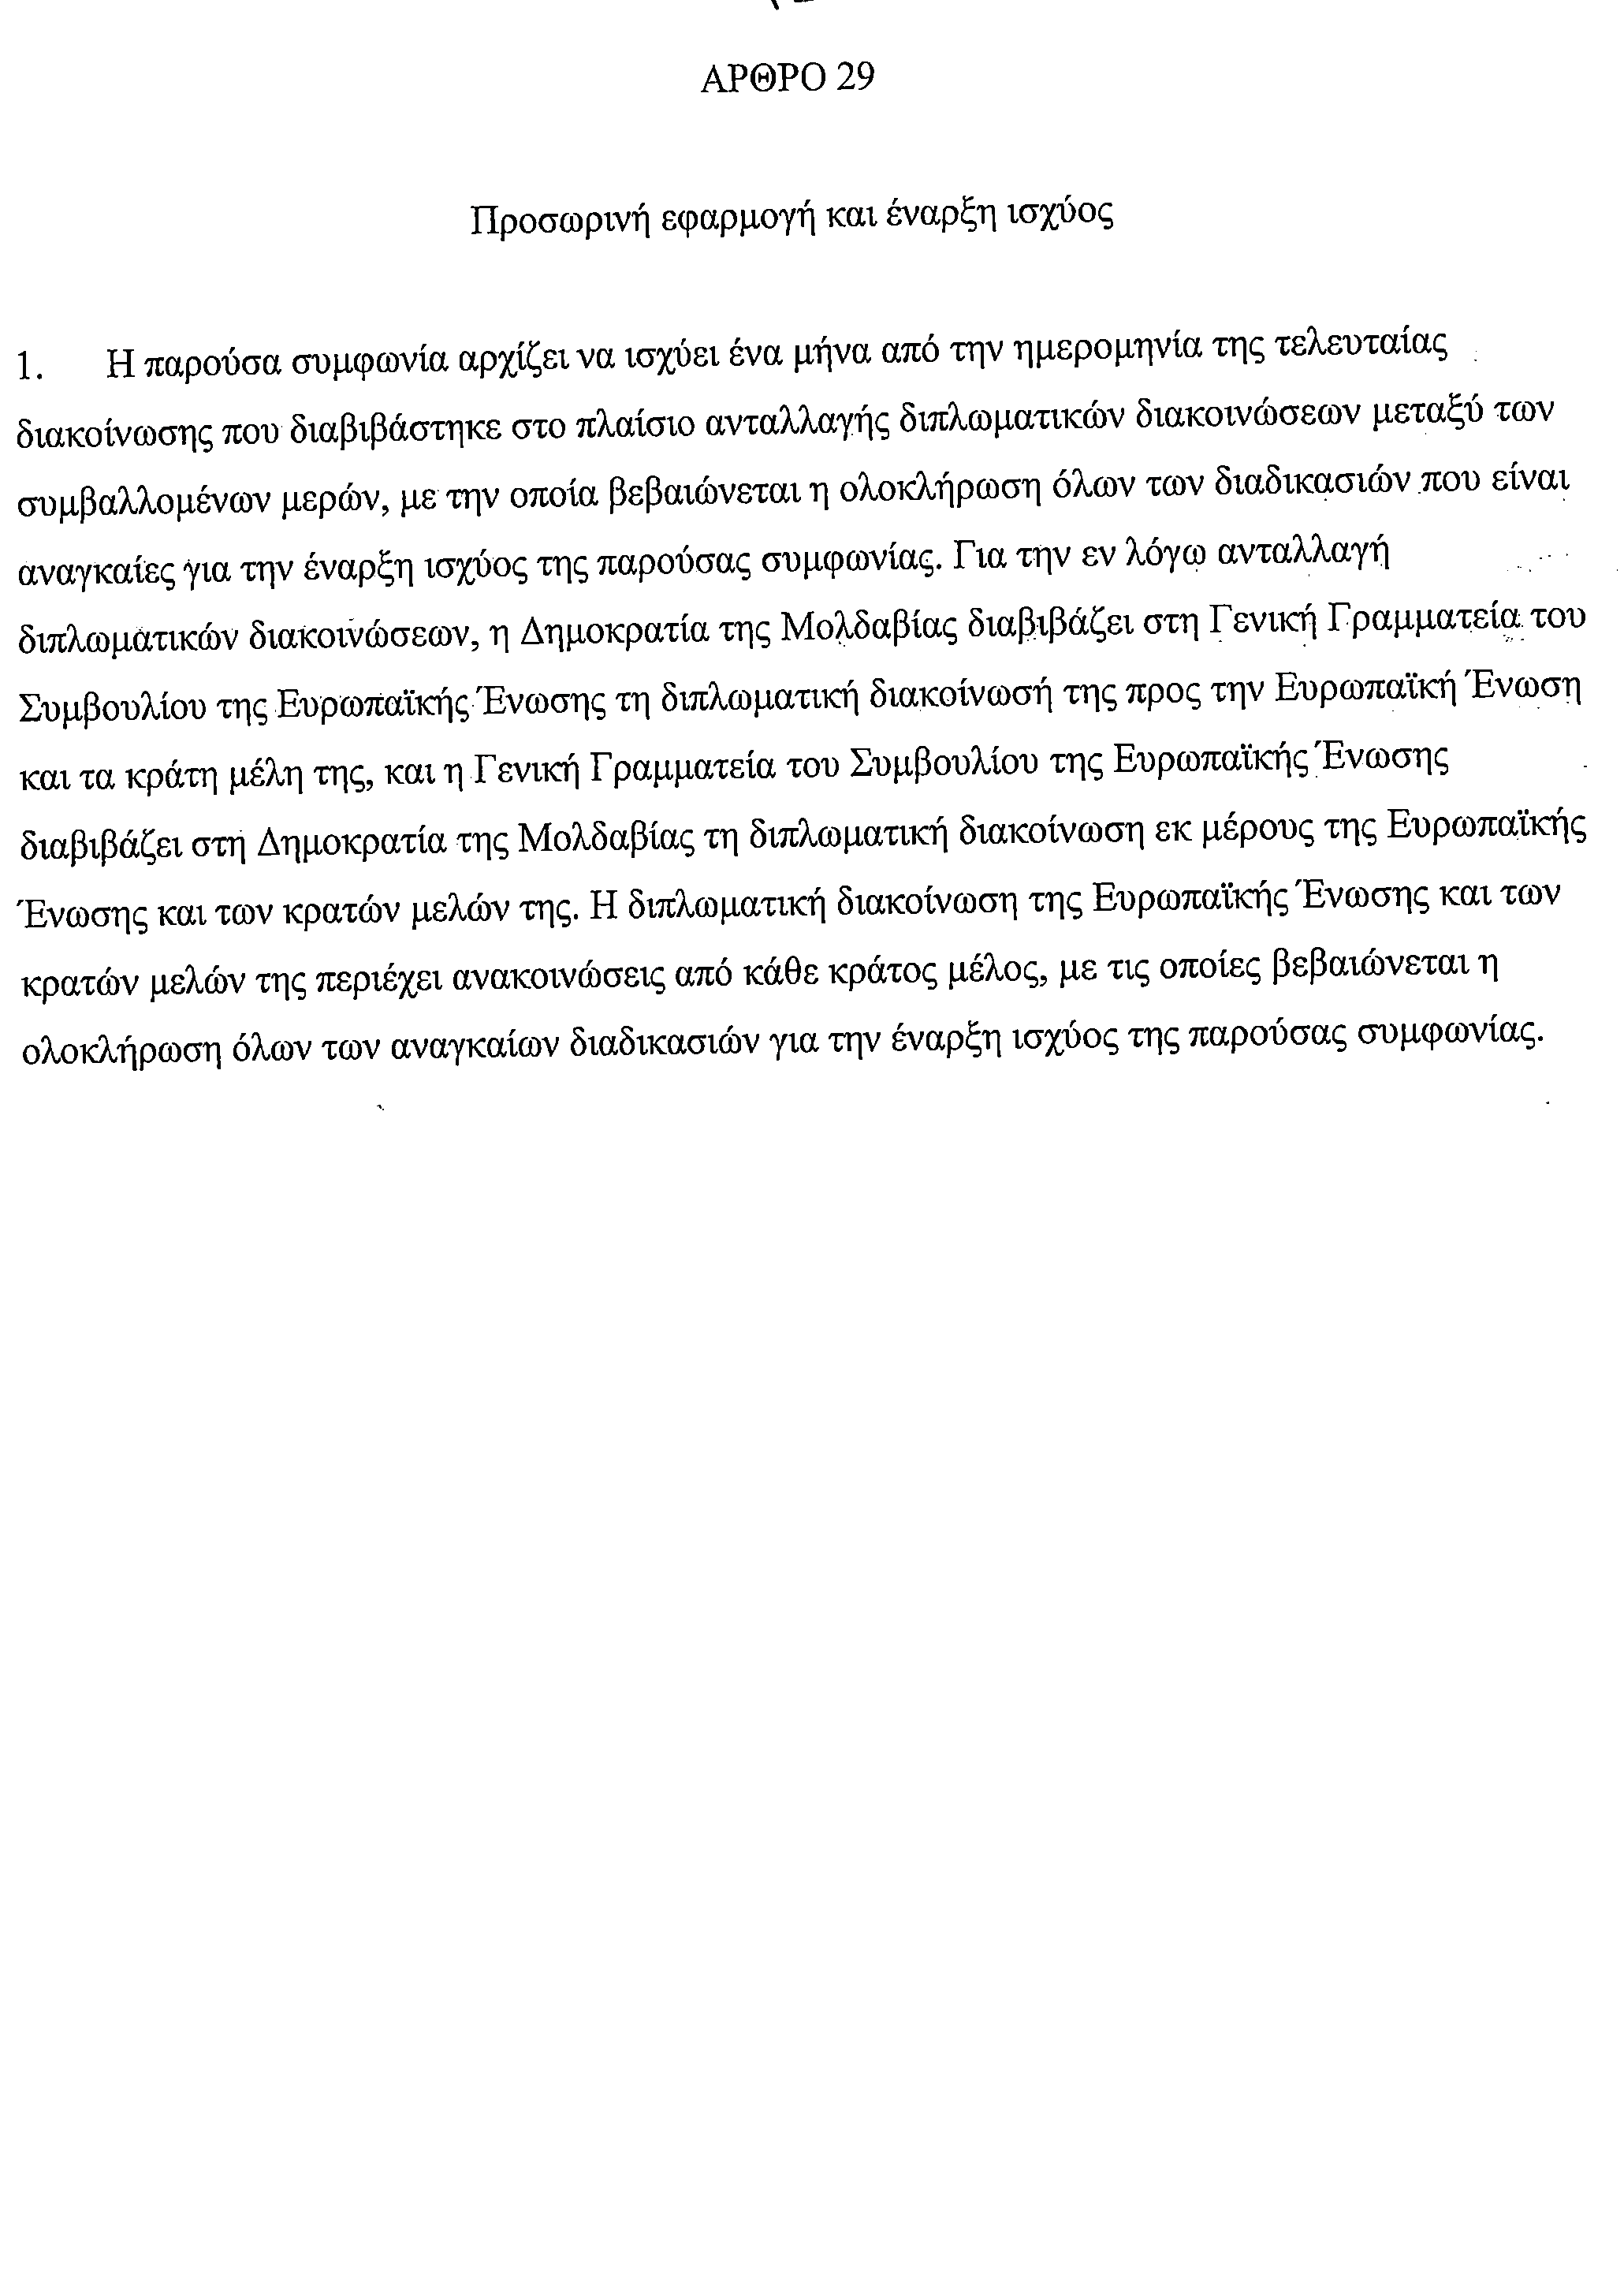 ΑΡΘΡΟ 29
Προσωρινή εφαρμογή και έναρξη ισχύος
1. Η παρούσα συμφωνία αρχίζει να ισχύει ένα μήνα από την ημερομηνία της τελευταίας
διακοίνωσης που διαβιβάστηκε στο πλαίσιο ανταλλαγής διπλωματικών διακοινώσεων μεταξύ των
συμβαλλομένων μερών, με την οποία βεβαιώνεται η ολοκλήρωση όλων των διαδικασιών που είναι
αναγκαίες για την έναρξη ισχύος της παρούσας συμφωνίας. Για την εν λόγω ανταλλαγή
διπλωματικών διακοινώσεων, η Δημοκρατία της Μολδαβίας διαβιβάζει στη Γενική Γραμματεία του
Συμβουλίου της Ευρωπαϊκής Ένωσης τη διπλωματική διακοίνωσή της προς την Ευρωπαϊκή Ένωση
και τα κράτη μέλη της, και η Γενική Γραμματεία του Συμβουλίου της Ευρωπαϊκής Ένωσης
διαβιβάζει στη Δημοκρατία της Μολδαβίας τη διπλωματική διακοίνωση εκ μέρους της Ευρωπαϊκής
Ένωσης και των κρατών μελών της. Η διπλωματική διακοίνωση της Ευρωπαϊκής Ένωσης και των
κρατών μελών της περιέχει ανακοινώσεις από κάθε κράτος μέλος, με τις οποίες βεβαιώνεται η
ολοκλήρωση όλων των αναγκαίων διαδικασιών για την έναρξη ισχύος της παρούσας συμφωνίας.